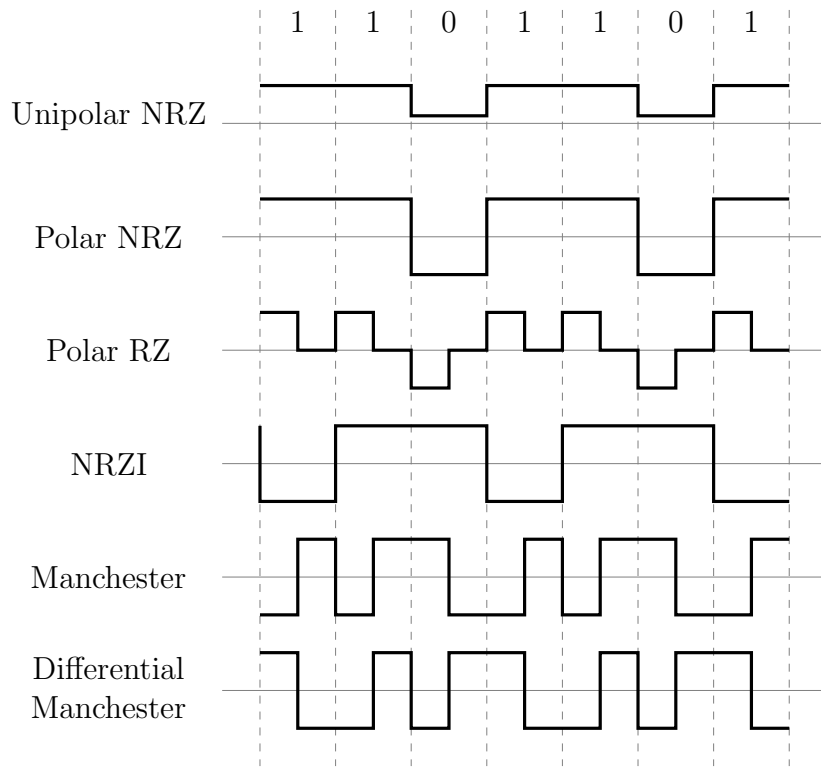 1 1 0 1 1 0 1
Unipolar NRZ
Polar NRZ
Polar RZ
NRZI
Manchester
Differential
Manchester